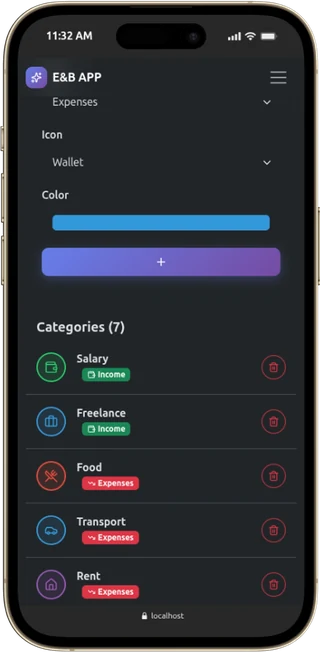 11:32 AM
E&B APP
Expenses
Icon
Wallet
Color
+
Categories (7)
Salary
Income
Freelance
Income
Food
Expenses
Transport
Expenses
Rent
Expenses
localhost